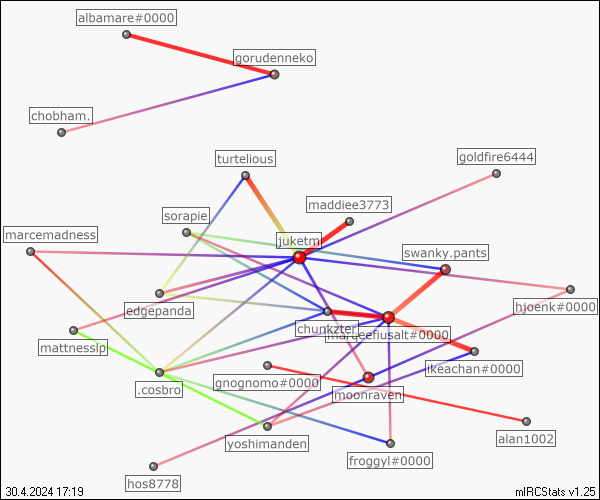 albamare#0000
gorudenneko
chobham.
turtelious
goldfire6444
maddiee3773
sorapie
marcemadness
juketm
swanky.pants
edgepanda
hjoenk#0000
chunkzter
marceefiusalt#0000
mattnesslp
ikeachan#0000
gnognomo#0000
.cosbro
moonraven
yoshimanden
alan1002
froggyl#0000
hos8778
30.4.2024 17:19
mIRCStats v1.25